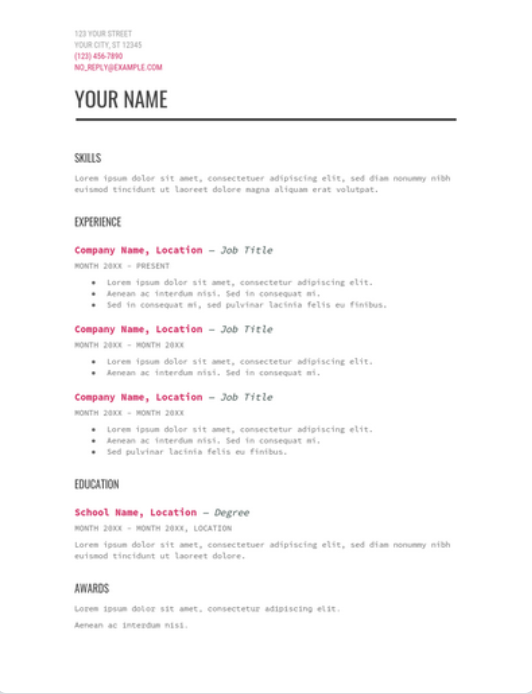 123 YOUR STREET
YOUR CITY, ST 12345
(123) 456-7890
NO_REPLY@EXAMPLE.COM
YOUR NAME
SKILLS
Lorem ipsum dolor sit amet, consectetuer adipiscing elit, sed diam nonummy nibh
euismod tincidunt ut laoreet dolore magna aliquam erat volutpat.
EXPERIENCE
Company Name, Location — Job Title
MONTH 20XX - PRESENT
● Lorem ipsum dolor sit amet, consectetur adipiscing elit.
● Aenean ac interdum nisi. Sed in consequat mi.
● Sed in consequat mi, sed pulvinar lacinia felis eu finibus.
Company Name, Location — Job Title
MONTH 20XX - MONTH 20XX
● Lorem ipsum dolor sit amet, consectetur adipiscing elit.
● Aenean ac interdum nisi. Sed in consequat mi.
Company Name, Location — Job Title
MONTH 20XX - MONTH 20XX
● Lorem ipsum dolor sit amet, consectetur adipiscing elit.
● Aenean ac interdum nisi. Sed in consequat mi.
● Sed pulvinar lacinia felis eu finibus.
EDUCATION
School Name, Location — Degree
MONTH 20XX - MONTH 20XX, LOCATION
Lorem ipsum dolor sit amet, consectetuer adipiscing elit, sed diam nonummy nibh
euismod tincidunt ut laoreet dolore.
AWARDS
Lorem ipsum dolor sit amet, consectetur adipiscing elit.
Aenean ac interdum nisi.